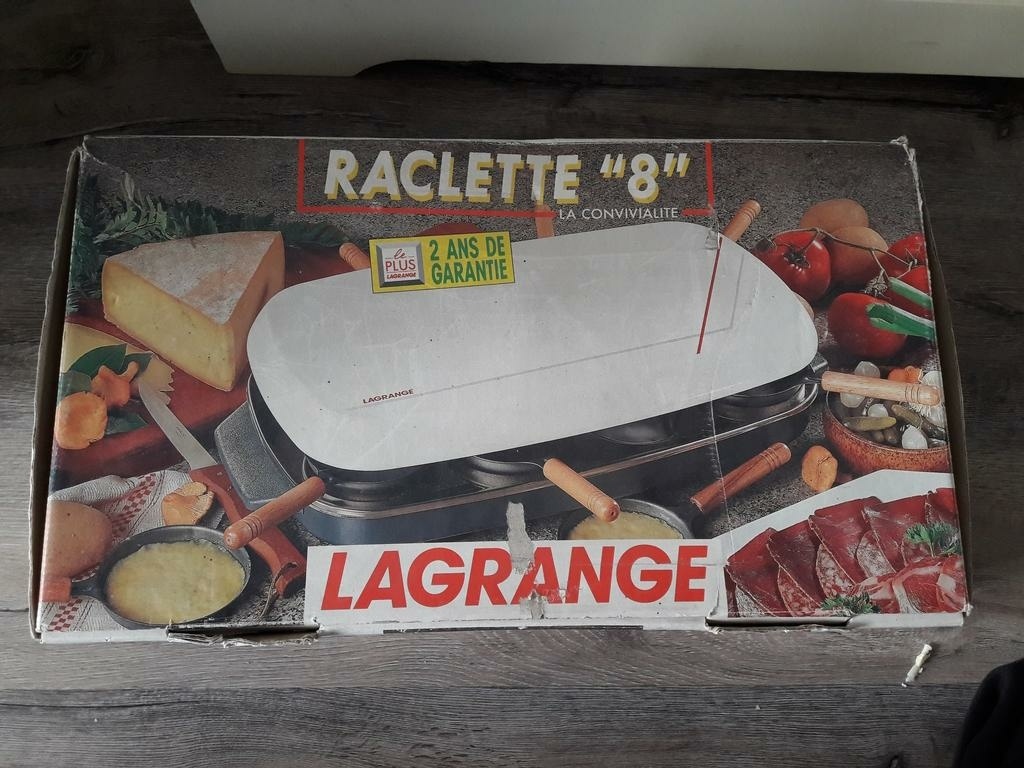 RACLETTE "8"
LA CONVIVIALITE
le
PLUS
LAGRANGE
2 ANS DE
GARANTIE
LAGRANGE
LAGRANGE